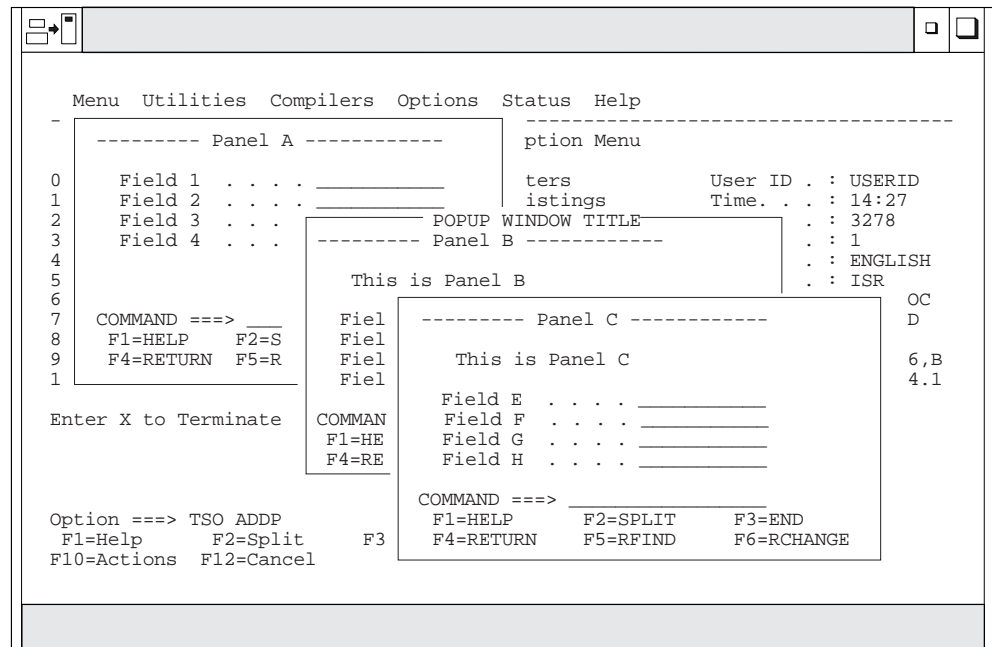 Menu  Utilities  Compilers  Options  Status  Help
- -------------------------------------
--------- Panel A ------------ ption Menu
0 Field 1 . . . . ___________ ters User ID . : USERID
1 Field 2 . . . . ___________ istings Time. . . : 14:27
2 Field 3 . . . POPUP WINDOW TITLE . : 3278
3 Field 4 . . . --------- Panel B ------------ . : 1
4 . : ENGLISH
5 This is Panel B . : ISR
6 OC
7 COMMAND ===> ___ Fiel --------- Panel C ------------ D
8 F1=HELP F2=S Fiel
9 F4=RETURN F5=R Fiel This is Panel C 6,B
1 Fiel 4.1
Field E . . . . ___________
Enter X to Terminate COMMAN Field F . . . . ___________
F1=HE Field G . . . . ___________
F4=RE Field H . . . . ___________
COMMAND ===> _________________
Option ===> TSO ADDP F1=HELP F2=SPLIT F3=END
F1=Help F2=Split F3 F4=RETURN F5=RFIND F6=RCHANGE
F10=Actions F12=Cancel